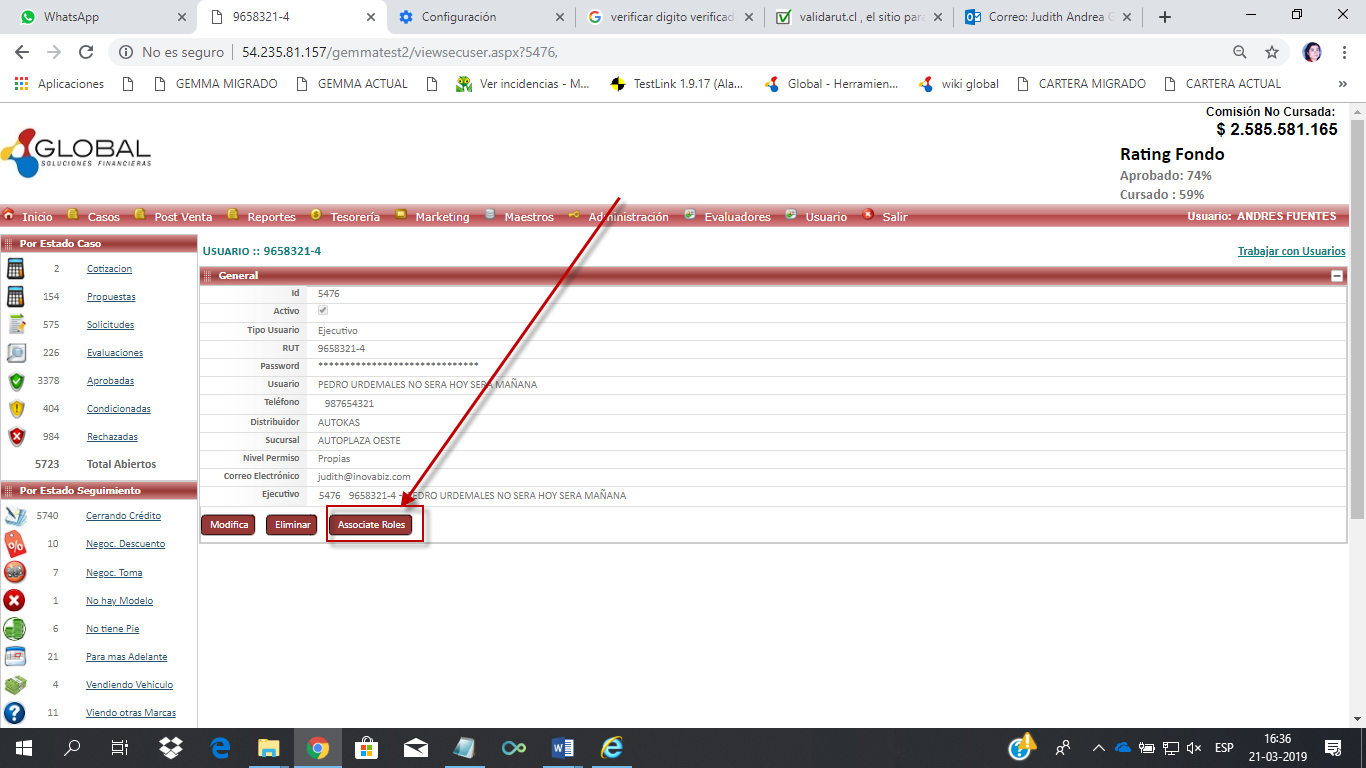 WhatsApp
9658321-4
Configuración
verificar digito verificad
validarut.cl , el sitio para
Correo: Judith Andrea G
No es seguro | 54.235.81.157/gemmatest2/viewsecuser.aspx?5476,
Aplicaciones
GEMMA MIGRADO
GEMMA ACTUAL
Ver incidencias - M...
TestLink 1.9.17 (Ala...
Global - Herramien...
wiki global
CARTERA MIGRADO
CARTERA ACTUAL
»
Comisión No Cursada:
$ 2.585.581.165
GLOBAL
SOLUCIONES FINANCIERAS
Rating Fondo
Aprobado: 74%
Cursado : 59%
Inicio Casos Post Venta Reportes Tesorería Marketing Maestros Administración Evaluadores Usuario Salir Usuario: ANDRES FUENTES
Por Estado Caso
2 Cotizacion
154 Propuestas
575 Solicitudes
226 Evaluaciones
3378 Aprobadas
404 Condicionadas
984 Rechazadas
5723 Total Abiertos
Por Estado Seguimiento
5740 Cerrando Crédito
10 Negoc. Descuento
7 Negoc. Toma
1 No hay Modelo
6 No tiene Pie
21 Para mas Adelante
4 Vendiendo Vehiculo
11 Viendo otras Marcas
USUARIO :: 9658321-4
Trabajar con Usuarios
General
Id 5476
Activo
Tipo Usuario Ejecutivo
RUT 9658321-4
Password ******************************
Usuario PEDRO URDEMALES NO SERA HOY SERA MAÑANA
Teléfono 987654321
Distribuidor AUTOKAS
Sucursal AUTOPLAZA OESTE
Nivel Permiso Propias
Correo Electrónico judith@inovabiz.com
Ejecutivo 5476 9658321-4 - PEDRO URDEMALES NO SERA HOY SERA MAÑANA
Modifica Eliminar Associate Roles
ESP
16:36
21-03-2019